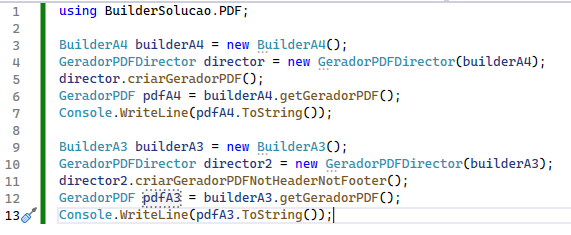 1 using BuilderSolucao.PDF;
2
3 BuilderA4 builderA4 = new BuilderA4();
4 GeradorPDFDirector director = new GeradorPDFDirector(builderA4);
5 director.criarGeradorPDF();
6 GeradorPDF pdfA4 = builderA4.getGeradorPDF();
7 Console.WriteLine(pdfA4.ToString());
8
9 BuilderA3 builderA3 = new BuilderA3();
10 GeradorPDFDirector director2 = new GeradorPDFDirector(builderA3);
11 director2.criarGeradorPDFNotHeaderNotFooter();
12 GeradorPDF pdfA3 = builderA3.getGeradorPDF();
13 Console.WriteLine(pdfA3.ToString());